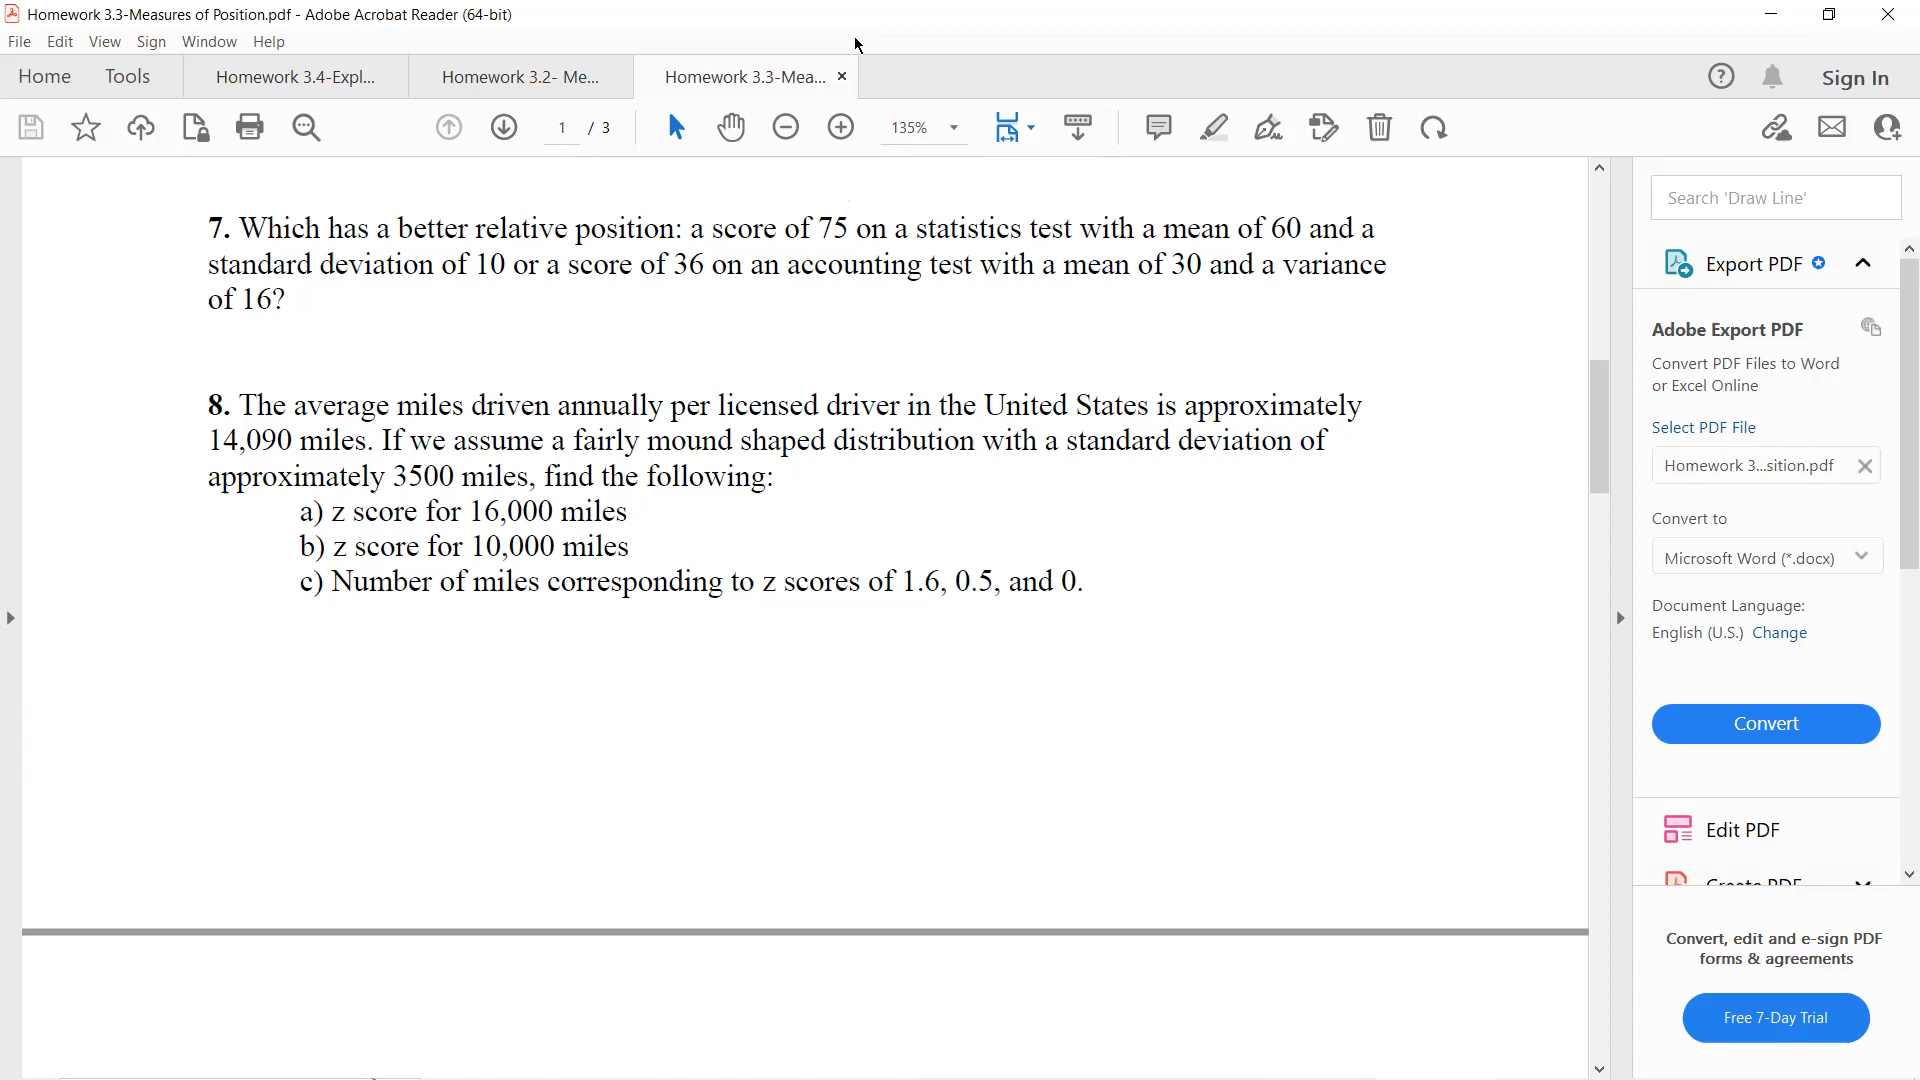 Homework 3.3-Measures of Position.pdf - Adobe Acrobat Reader (64-bit)
File Edit View Sign Window Help
Home Tools Homework 3.4-Expl... Homework 3.2- Me... Homework 3.3-Mea... × Sign In
1 / 3 135%
7. Which has a better relative position: a score of 75 on a statistics test with a mean of 60 and a
standard deviation of 10 or a score of 36 on an accounting test with a mean of 30 and a variance
of 16?
8. The average miles driven annually per licensed driver in the United States is approximately
14,090 miles. If we assume a fairly mound shaped distribution with a standard deviation of
approximately 3500 miles, find the following:
a) z score for 16,000 miles
b) z score for 10,000 miles
c) Number of miles corresponding to z scores of 1.6, 0.5, and 0.
Search 'Draw Line'
Export PDF
Adobe Export PDF
Convert PDF Files to Word
or Excel Online
Select PDF File
Homework 3...sition.pdf
Convert to
Microsoft Word (*.docx)
Document Language:
English (U.S.) Change
Convert
Edit PDF
Create PDF
Convert, edit and e-sign PDF
forms & agreements
Free 7-Day Trial